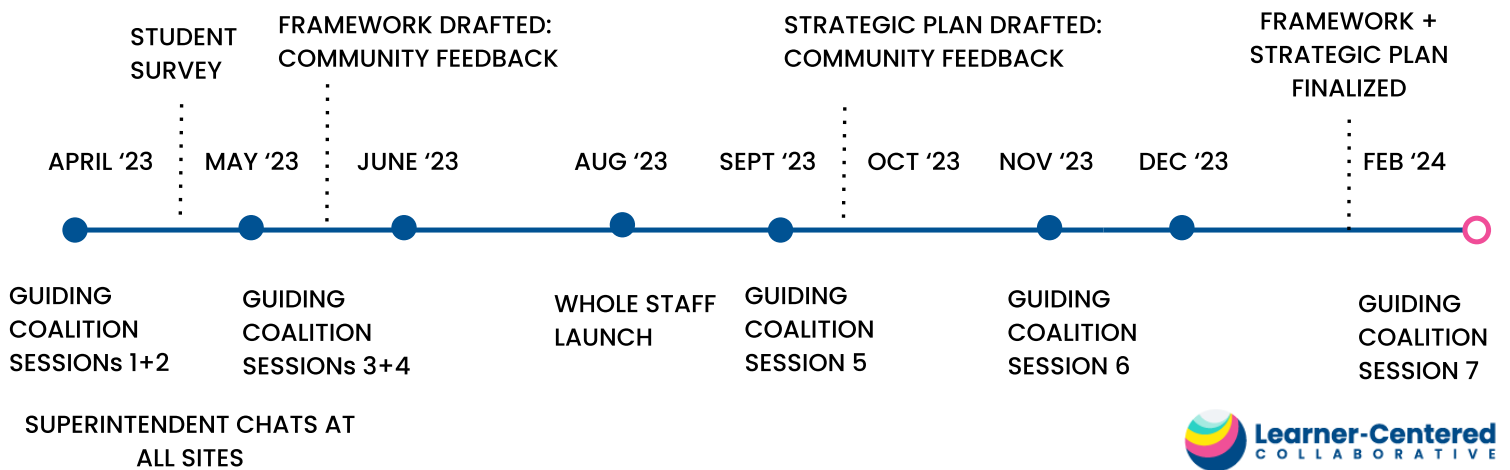 STUDENT
SURVEY
FRAMEWORK DRAFTED:
COMMUNITY FEEDBACK
STRATEGIC PLAN DRAFTED:
COMMUNITY FEEDBACK
FRAMEWORK +
STRATEGIC PLAN
FINALIZED
APRIL ‘23
MAY ‘23
JUNE ‘23
AUG ‘23
SEPT ‘23
OCT ‘23
NOV ‘23
DEC ‘23
FEB ‘24
GUIDING
COALITION
SESSIONs 1+2
GUIDING
COALITION
SESSIONs 3+4
WHOLE STAFF
LAUNCH
GUIDING
COALITION
SESSION 5
GUIDING
COALITION
SESSION 6
GUIDING
COALITION
SESSION 7
SUPERINTENDENT CHATS AT
ALL SITES
Learner-Centered
COLLABORATIVE